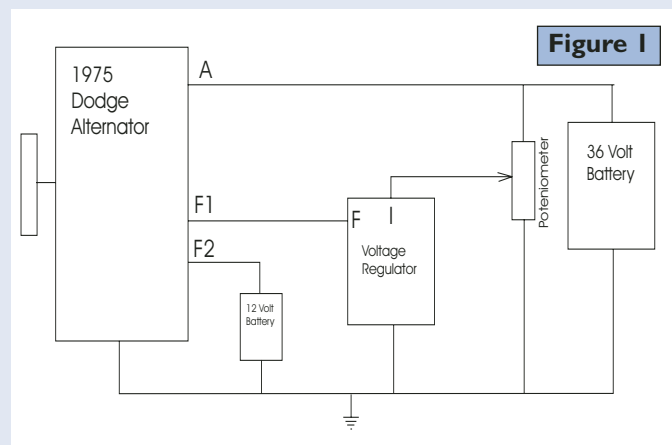 Figure 1
1975
Dodge
Alternator
A
F1
F2
12 Volt
Battery
F
I
Voltage
Regulator
Poteniometer
36 Volt
Battery